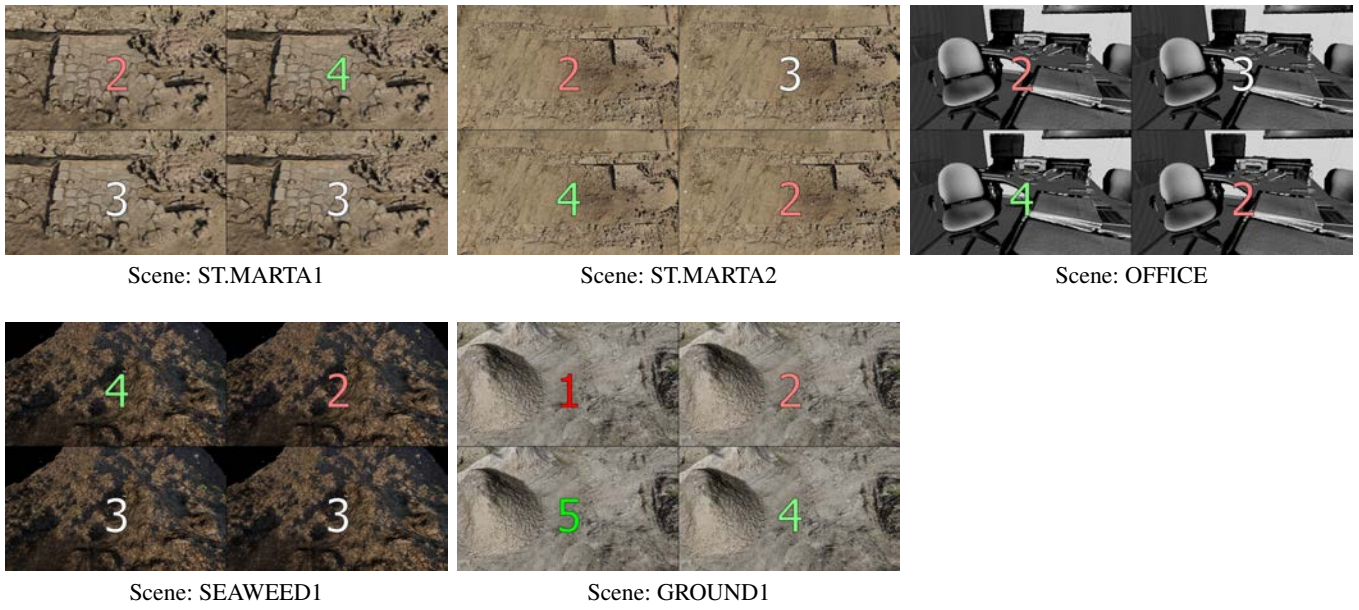 2 4
3 3
Scene: ST.MARTA1
2 3
4 2
Scene: ST.MARTA2
2 3
4 2
Scene: OFFICE
4 2
3 3
Scene: SEAWEED1
1 2
5 4
Scene: GROUND1